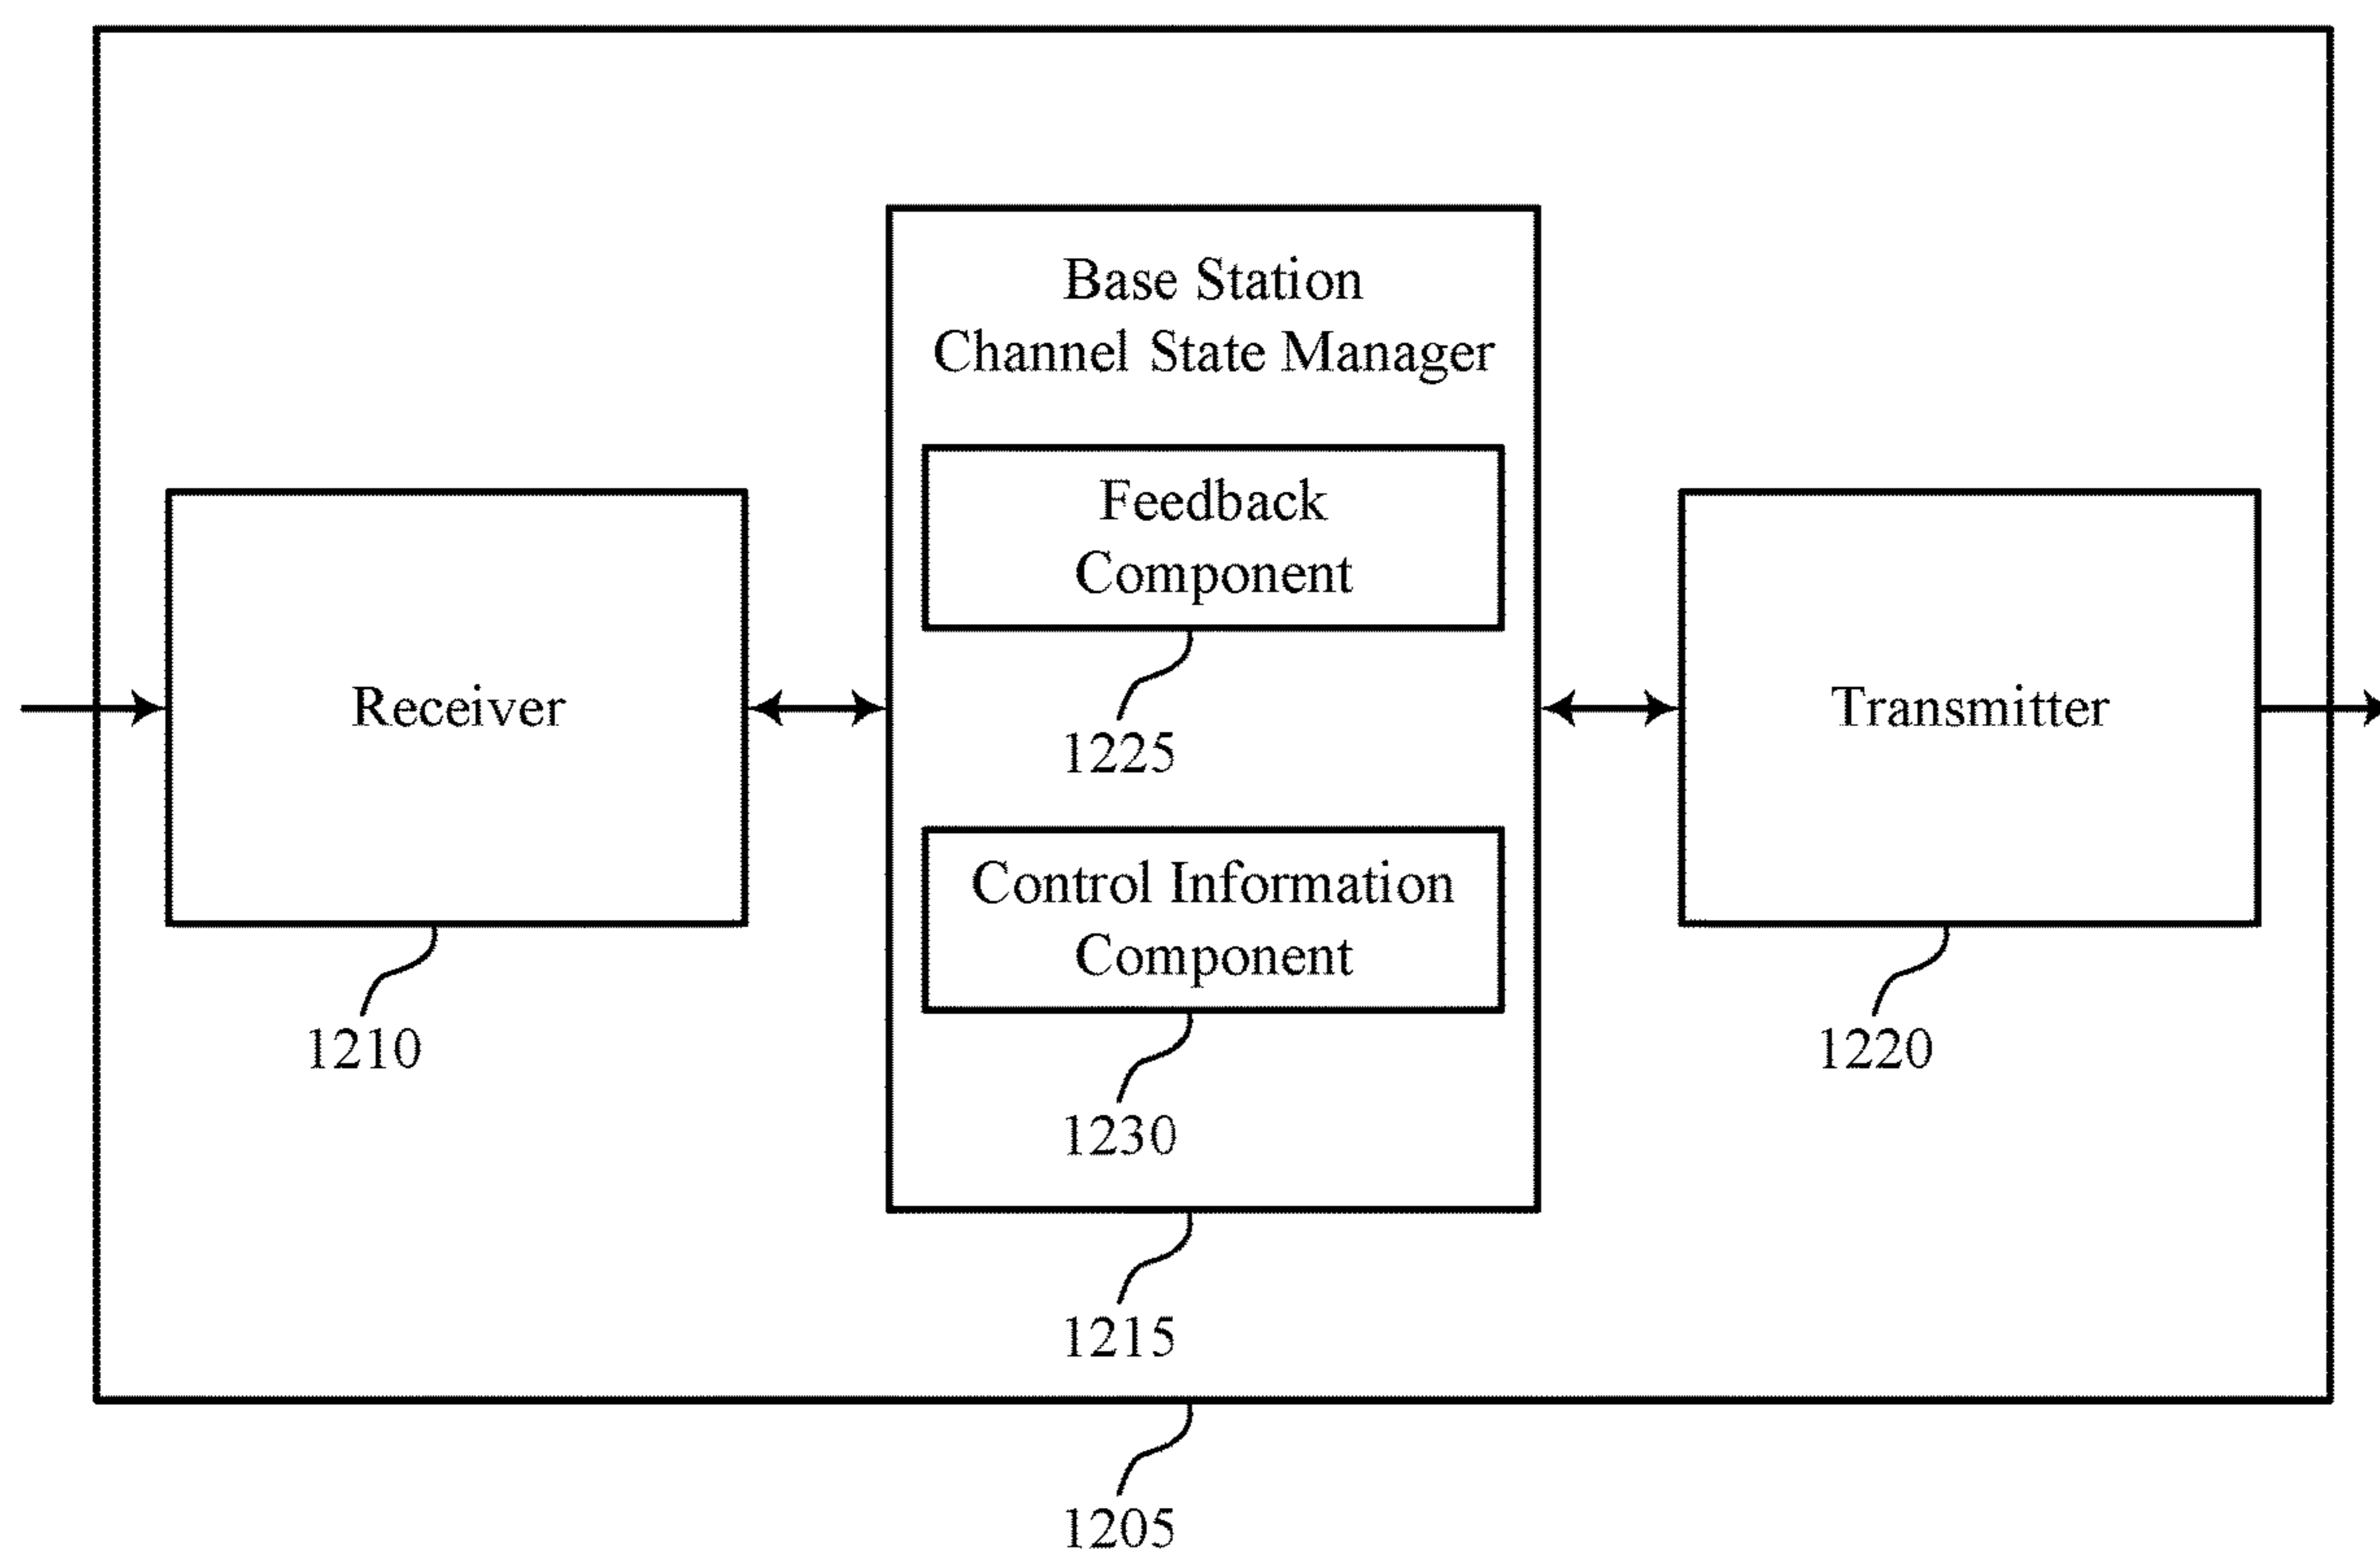 Base Station
Channel State Manager
Feedback
Component
1225
Receiver
1210
Control Information
Component
1230
Transmitter
1220
1215
1205